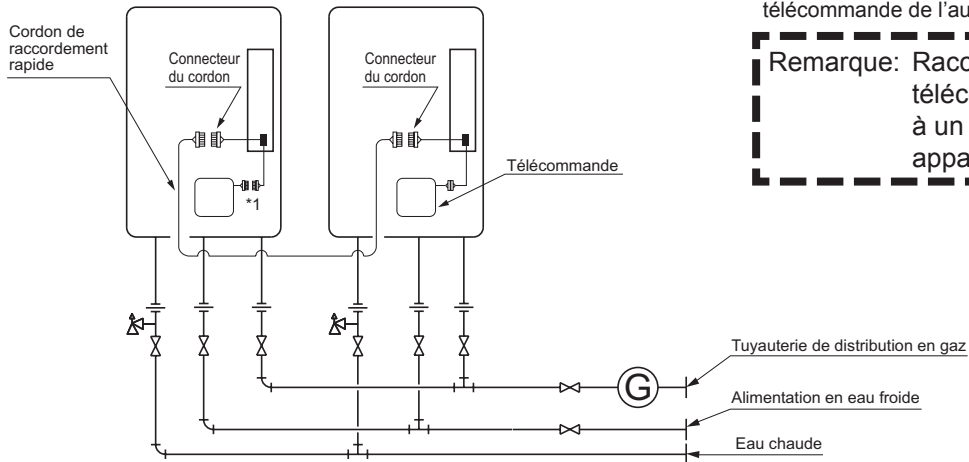 télécommande de l'au
Remarque: Racc
téléc
à un
appa
Cordon de
raccordement
rapide
Connecteur
du cordon
Connecteur
du cordon
Télécommande
*1
G
Tuyauterie de distribution en gaz
Alimentation en eau froide
Eau chaude